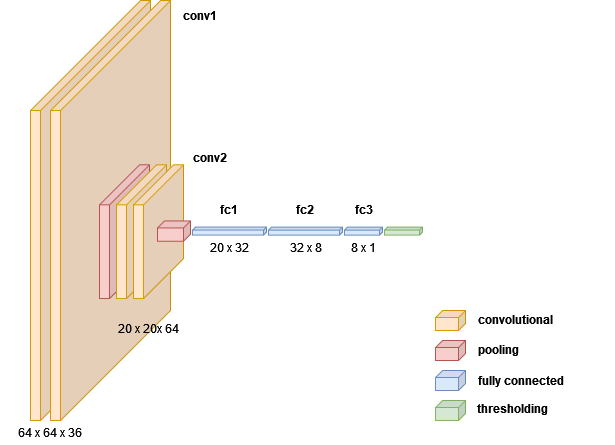 conv1
conv2
fc1
fc2
fc3
20 x 32
32 x 8
8 x 1
20 x 20x 64
64 x 64 x 36
convolutional
pooling
fully connected
thresholding